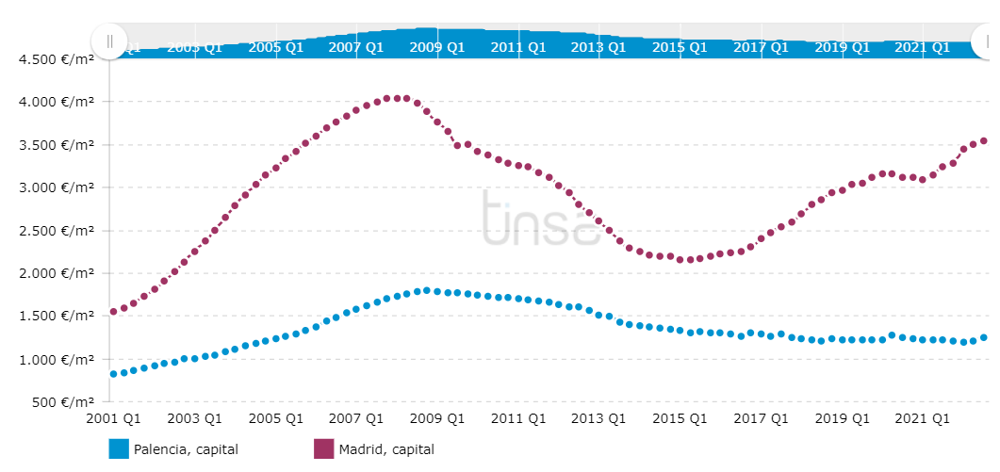 Q1 2003 Q1 2005 Q1 2007 Q1 2009 Q1 2011 Q1 2013 Q1 2015 Q1 2017 Q1 2019 Q1 2021 Q1
4.500 €/m²
4.000 €/m²
3.500 €/m²
3.000 €/m²
tinsa
2.500 €/m²
2.000 €/m²
1.500 €/m²
1.000 €/m²
500 €/m²
2001 Q1 2003 Q1 2005 Q1 2007 Q1 2009 Q1 2011 Q1 2013 Q1 2015 Q1 2017 Q1 2019 Q1 2021 Q1
Palencia, capital Madrid, capital